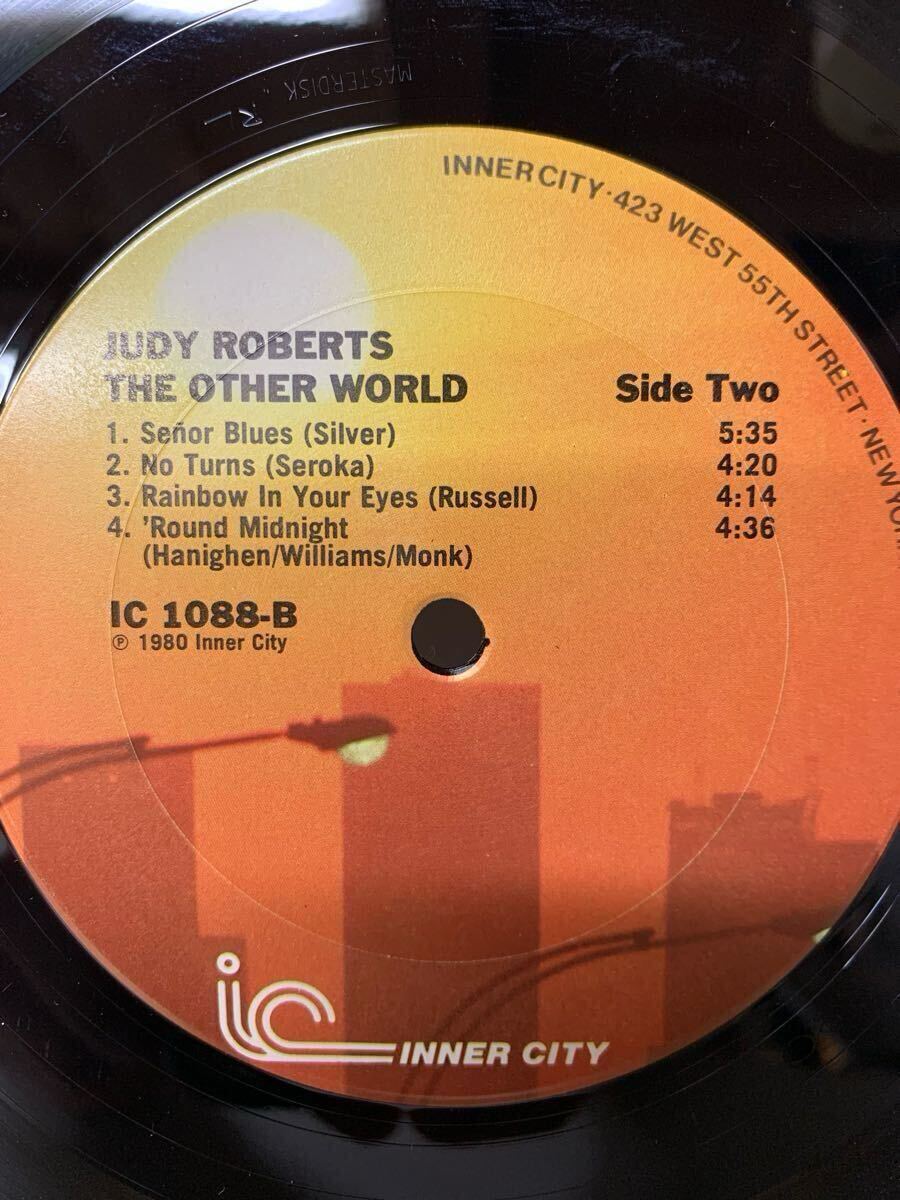 MASTERDISK RL
INNER CITY · 423 WEST 55TH STREET · NEW YORK
JUDY ROBERTS
THE OTHER WORLD Side Two
1. Señor Blues (Silver) 5:35
2. No Turns (Seroka) 4:20
3. Rainbow In Your Eyes (Russell) 4:14
4. 'Round Midnight 4:36
(Hanighen/Williams/Monk)
IC 1088-B
℗ 1980 Inner City
ic INNER CITY